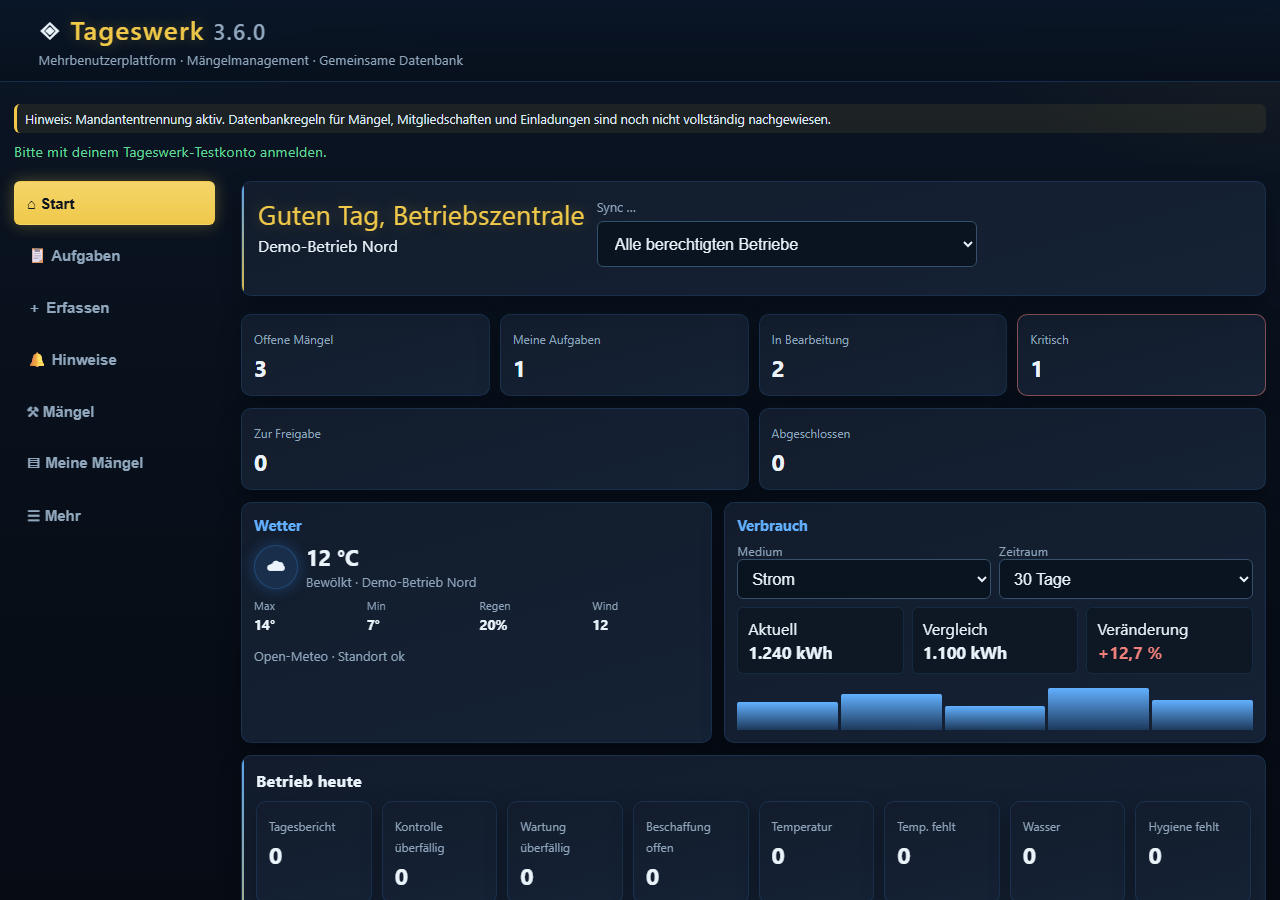 Tageswerk 3.6.0
Mehrbenutzerplattform · Mängelmanagement · Gemeinsame Datenbank
Hinweis: Mandantentrennung aktiv. Datenbankregeln für Mängel, Mitgliedschaften und Einladungen sind noch nicht vollständig nachgewiesen.
Bitte mit deinem Tageswerk-Testkonto anmelden.
Start
Aufgaben
+ Erfassen
Hinweise
Mängel
Meine Mängel
Mehr
Guten Tag, Betriebszentrale
Demo-Betrieb Nord
Sync ...
Alle berechtigten Betriebe
Offene Mängel
3
Meine Aufgaben
1
In Bearbeitung
2
Kritisch
1
Zur Freigabe
0
Abgeschlossen
0
Wetter
12 °C
Bewölkt · Demo-Betrieb Nord
Max Min Regen Wind
14° 7° 20% 12
Open-Meteo · Standort ok
Verbrauch
Medium
Strom
Zeitraum
30 Tage
Aktuell
1.240 kWh
Vergleich
1.100 kWh
Veränderung
+12,7 %
Betrieb heute
Tagesbericht
0
Kontrolle
überfällig
0
Wartung
überfällig
0
Beschaffung
offen
0
Temperatur
0
Temp. fehlt
0
Wasser
0
Hygiene fehlt
0